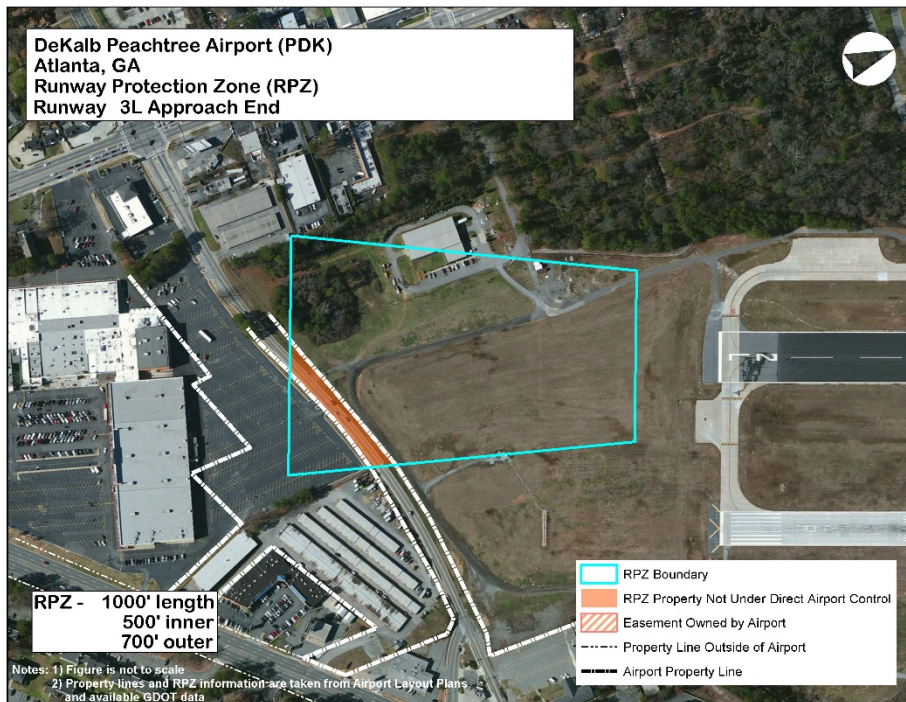 DeKalb Peachtree Airport (PDK)
Atlanta, GA
Runway Protection Zone (RPZ)
Runway 3L Approach End
RPZ - 1000' length
500' inner
700' outer
Notes: 1) Figure is not to scale
2) Property lines and RPZ information are taken from Airport Layout Plans
and available GDOT data
RPZ Boundary
RPZ Property Not Under Direct Airport Control
Easement Owned by Airport
Property Line Outside of Airport
Airport Property Line